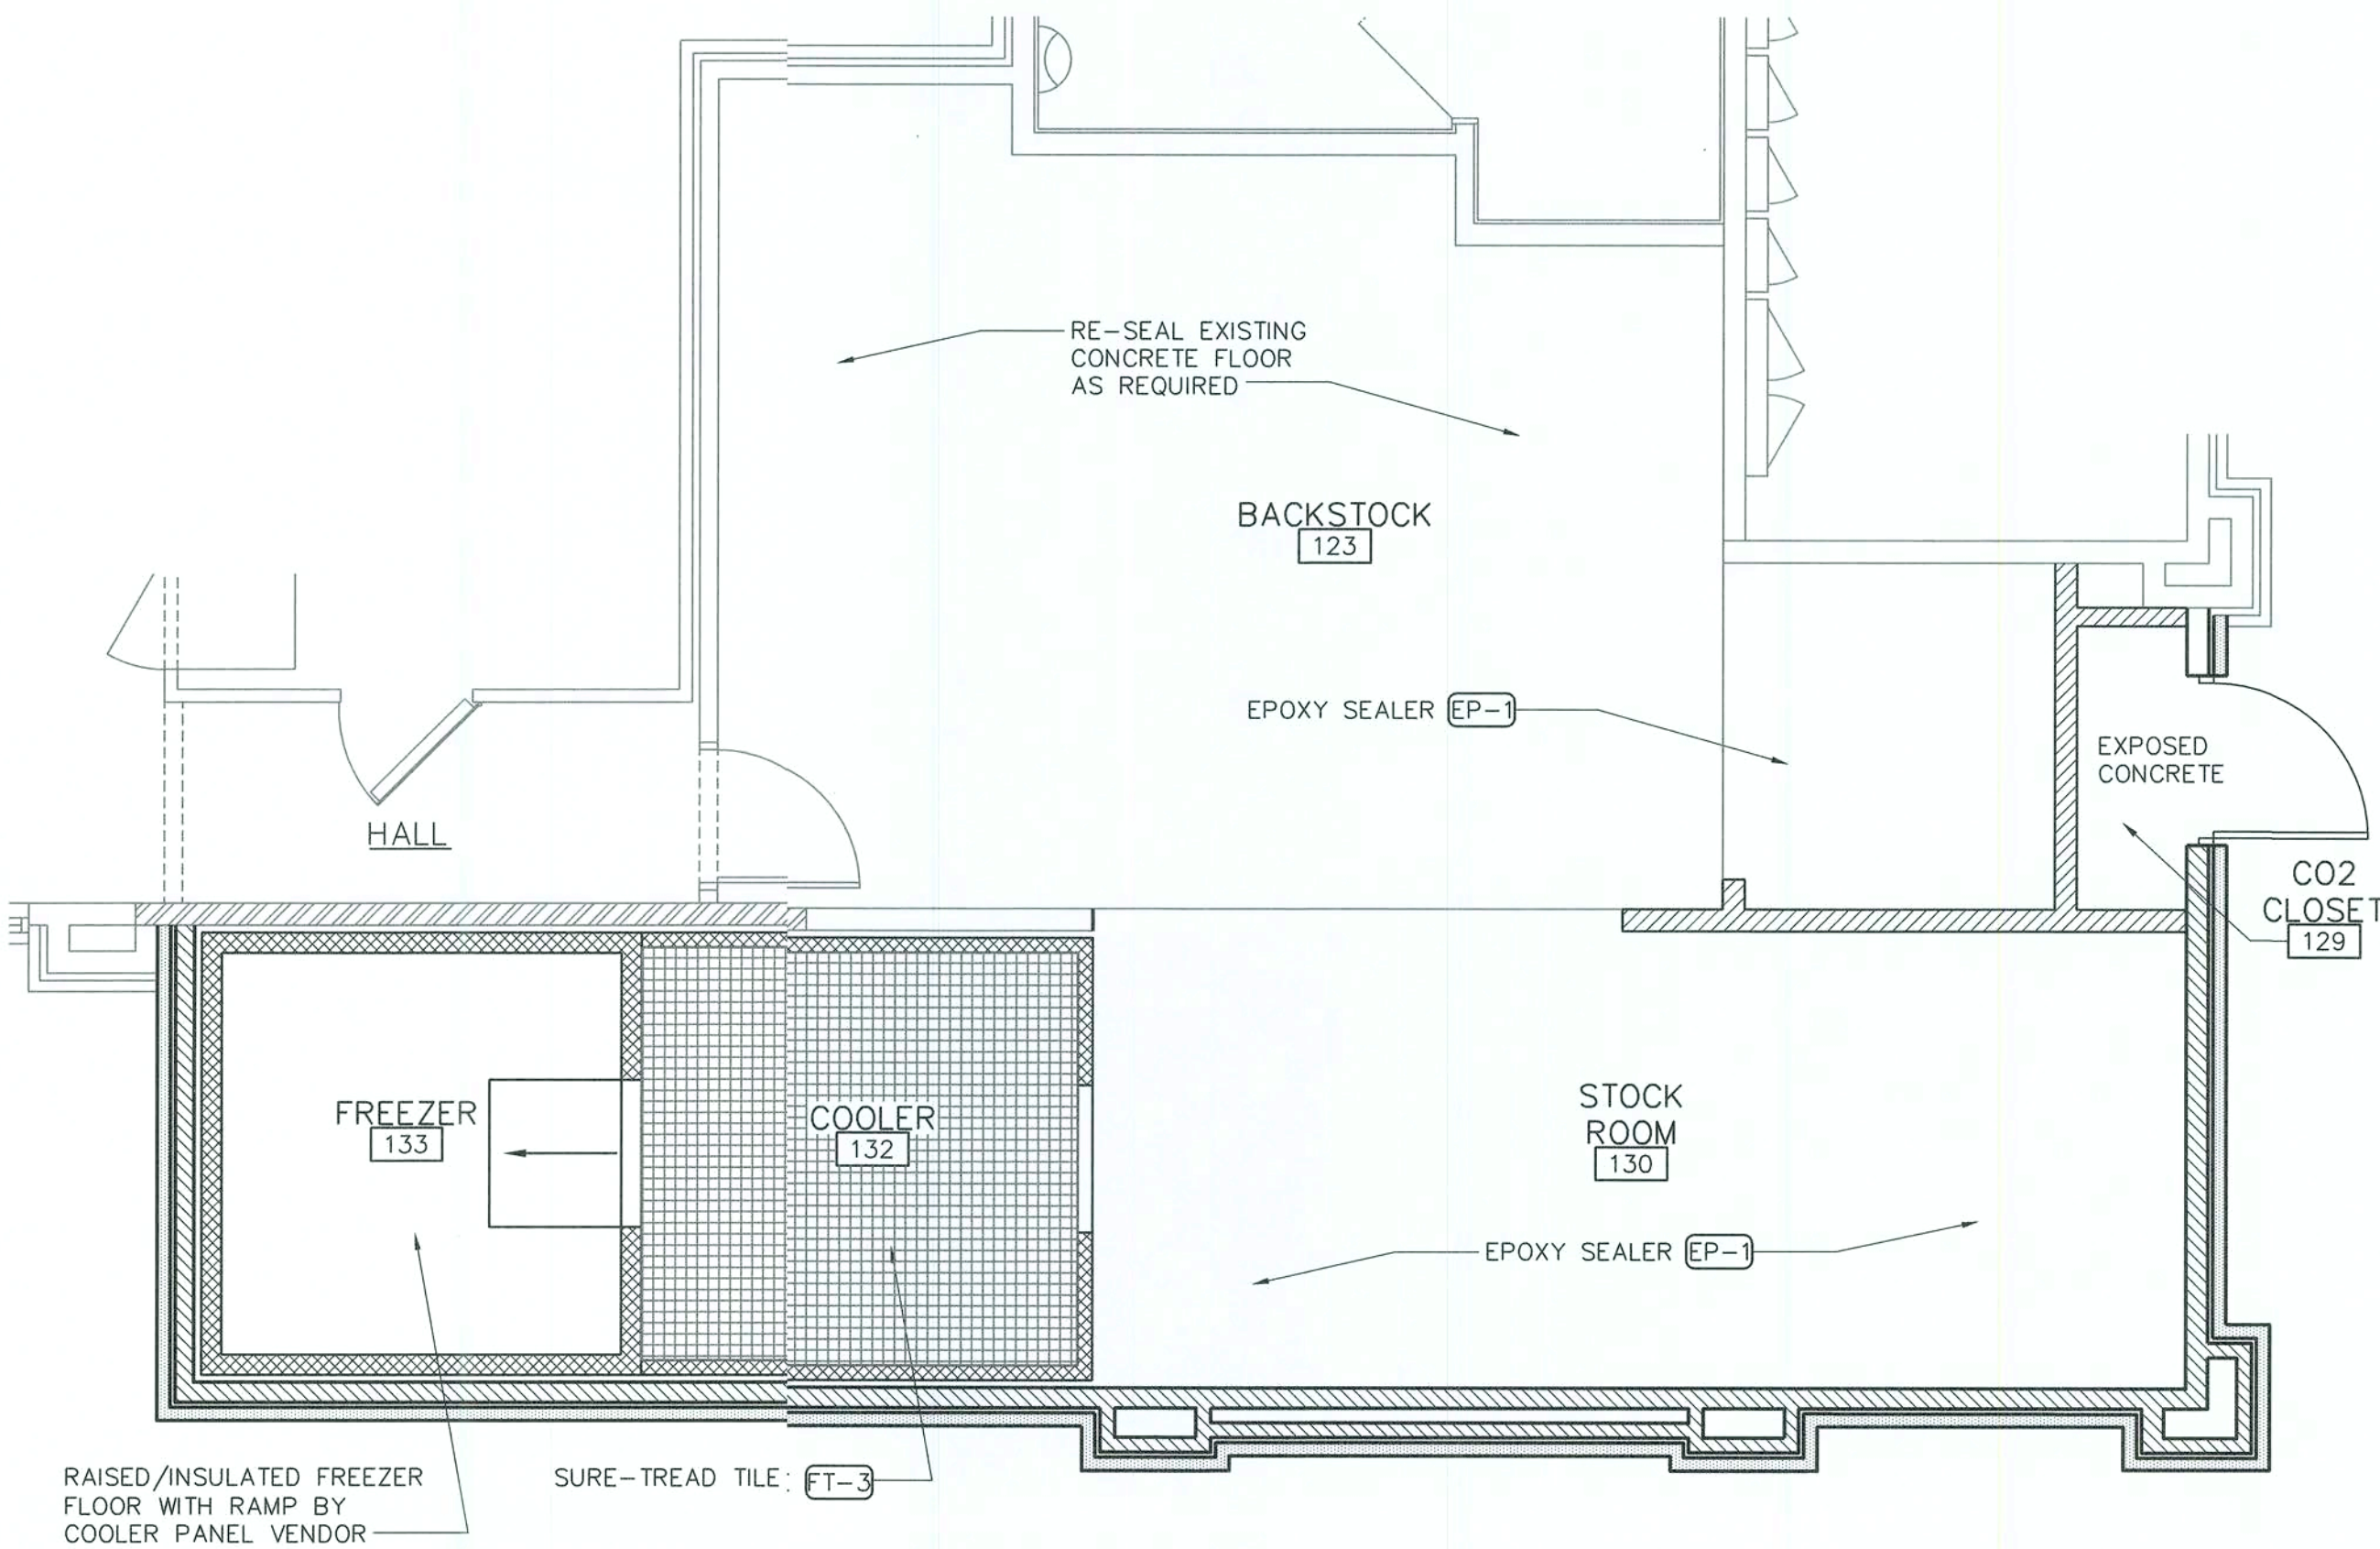 RE-SEAL EXISTING
CONCRETE FLOOR
AS REQUIRED
BACKSTOCK
123
EPOXY SEALER EP-1
EXPOSED
CONCRETE
HALL
CO2
CLOSET
129
FREEZER
133
COOLER
132
STOCK
ROOM
130
EPOXY SEALER EP-1
RAISED/INSULATED FREEZER
FLOOR WITH RAMP BY
COOLER PANEL VENDOR
SURE-TREAD TILE: FT-3